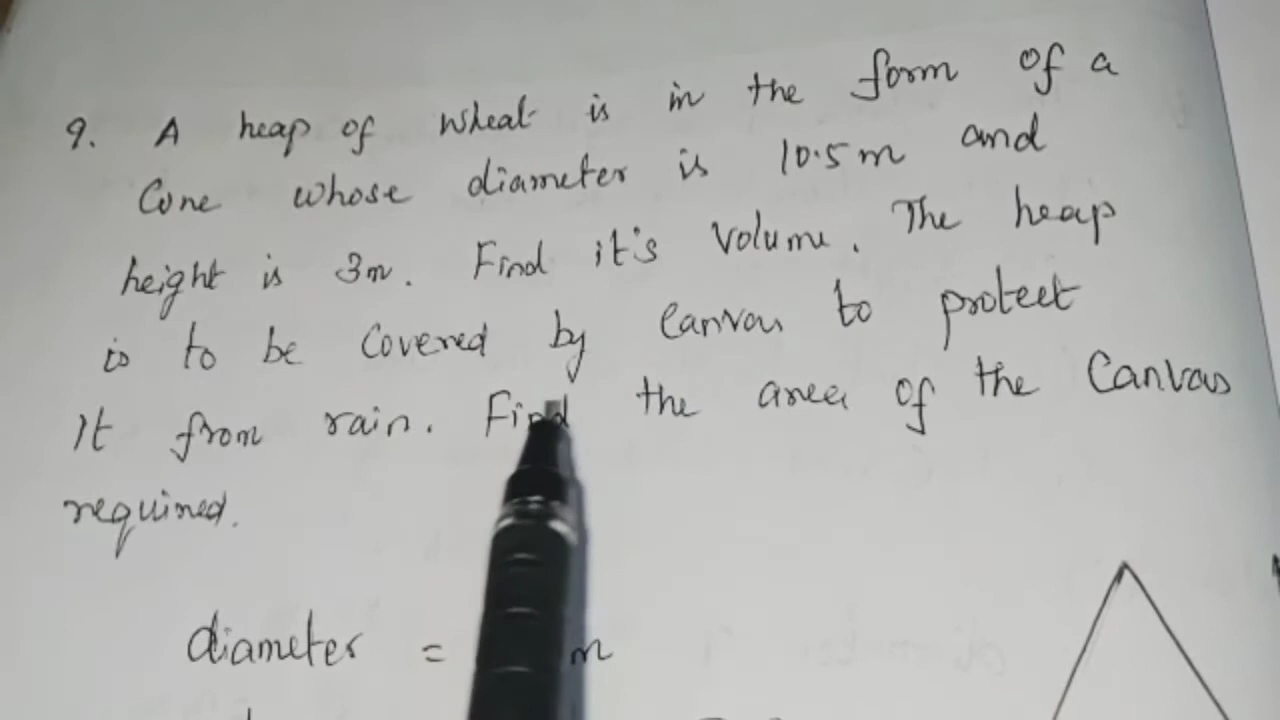 9. A heap of wheat is in the form of a
Cone whose diameter is 10.5m and
height is 3m. Find it's volume. The heap
is to be covered by canvas to protect
It from rain. Find the area of the Canvas
required.
diameter = m